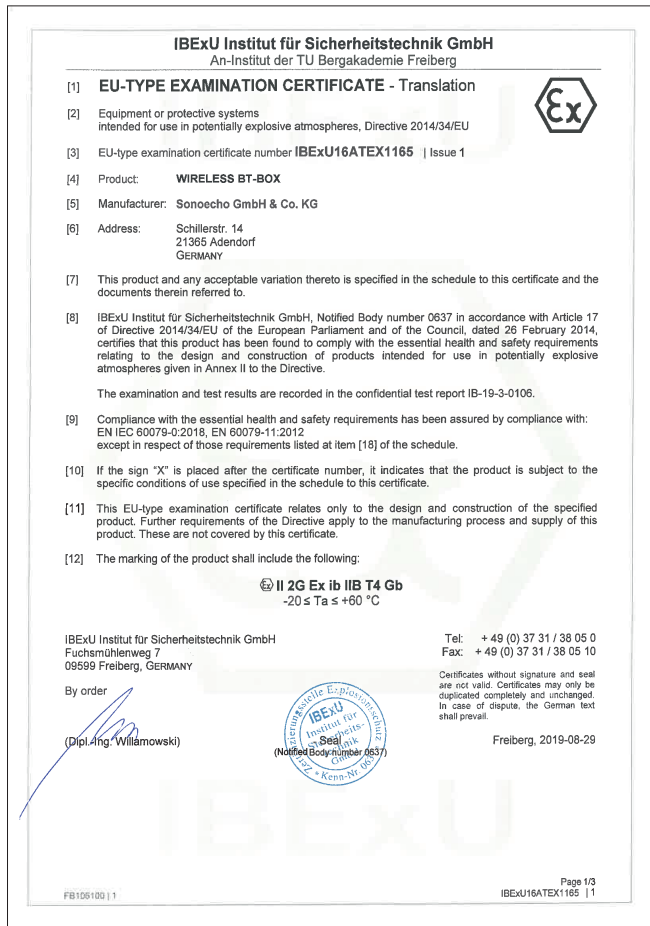 IBExU Institut für Sicherheitstechnik GmbH
An-Institut der TU Bergakademie Freiberg
[1] EU-TYPE EXAMINATION CERTIFICATE - Translation
[2] Equipment or protective systems
intended for use in potentially explosive atmospheres, Directive 2014/34/EU
[3] EU-type examination certificate number IBExU16ATEX1165 | Issue 1
[4] Product: WIRELESS BT-BOX
[5] Manufacturer: Sonoecho GmbH & Co. KG
[6] Address: Schillerstr. 14
21365 Adendorf
GERMANY
[7] This product and any acceptable variation thereto is specified in the schedule to this certificate and the
documents therein referred to.
[8] IBExU Institut für Sicherheitstechnik GmbH, Notified Body number 0637 in accordance with Article 17
of Directive 2014/34/EU of the European Parliament and of the Council, dated 26 February 2014,
certifies that this product has been found to comply with the essential health and safety requirements
relating to the design and construction of products intended for use in potentially explosive
atmospheres given in Annex II to the Directive.
The examination and test results are recorded in the confidential test report IB-19-3-0106.
[9] Compliance with the essential health and safety requirements has been assured by compliance with:
EN IEC 60079-0:2018, EN 60079-11:2012
except in respect of those requirements listed at item [18] of the schedule.
[10] If the sign "X" is placed after the certificate number, it indicates that the product is subject to the
specific conditions of use specified in the schedule to this certificate.
[11] This EU-type examination certificate relates only to the design and construction of the specified
product. Further requirements of the Directive apply to the manufacturing process and supply of this
product. These are not covered by this certificate.
[12] The marking of the product shall include the following:
Ex II 2G Ex ib IIB T4 Gb
-20 ≤ Ta ≤ +60 °C
IBExU Institut für Sicherheitstechnik GmbH
Fuchsmühlenweg 7
09599 Freiberg, GERMANY
Tel: + 49 (0) 37 31 / 38 05 0
Fax: + 49 (0) 37 31 / 38 05 10
Certificates without signature and seal
are not valid. Certificates may only be
duplicated completely and unchanged.
In case of dispute, the German text
shall prevail.
By order
(Dipl.-Ing. Willamowski)
Zertifizierungsstelle Explosionsschutz
IBExU
Institut für
Sicherheits-
technik
GmbH
Kenn-Nr. 0637
Seal
(Notified Body number 0637)
Freiberg, 2019-08-29
Page 1/3
IBExU16ATEX1165 | 1
FB106100 | 1
IBExU